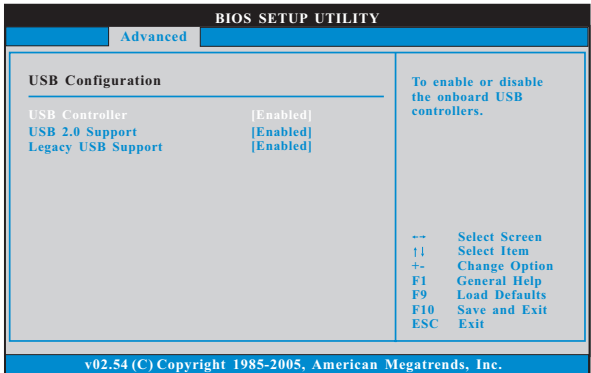 BIOS SETUP UTILITY
Advanced
USB Configuration
USB Controller [Enabled]
USB 2.0 Support [Enabled]
Legacy USB Support [Enabled]
To enable or disable
the onboard USB
controllers.
←→ Select Screen
↑↓ Select Item
+- Change Option
F1 General Help
F9 Load Defaults
F10 Save and Exit
ESC Exit
v02.54 (C) Copyright 1985-2005, American Megatrends, Inc.